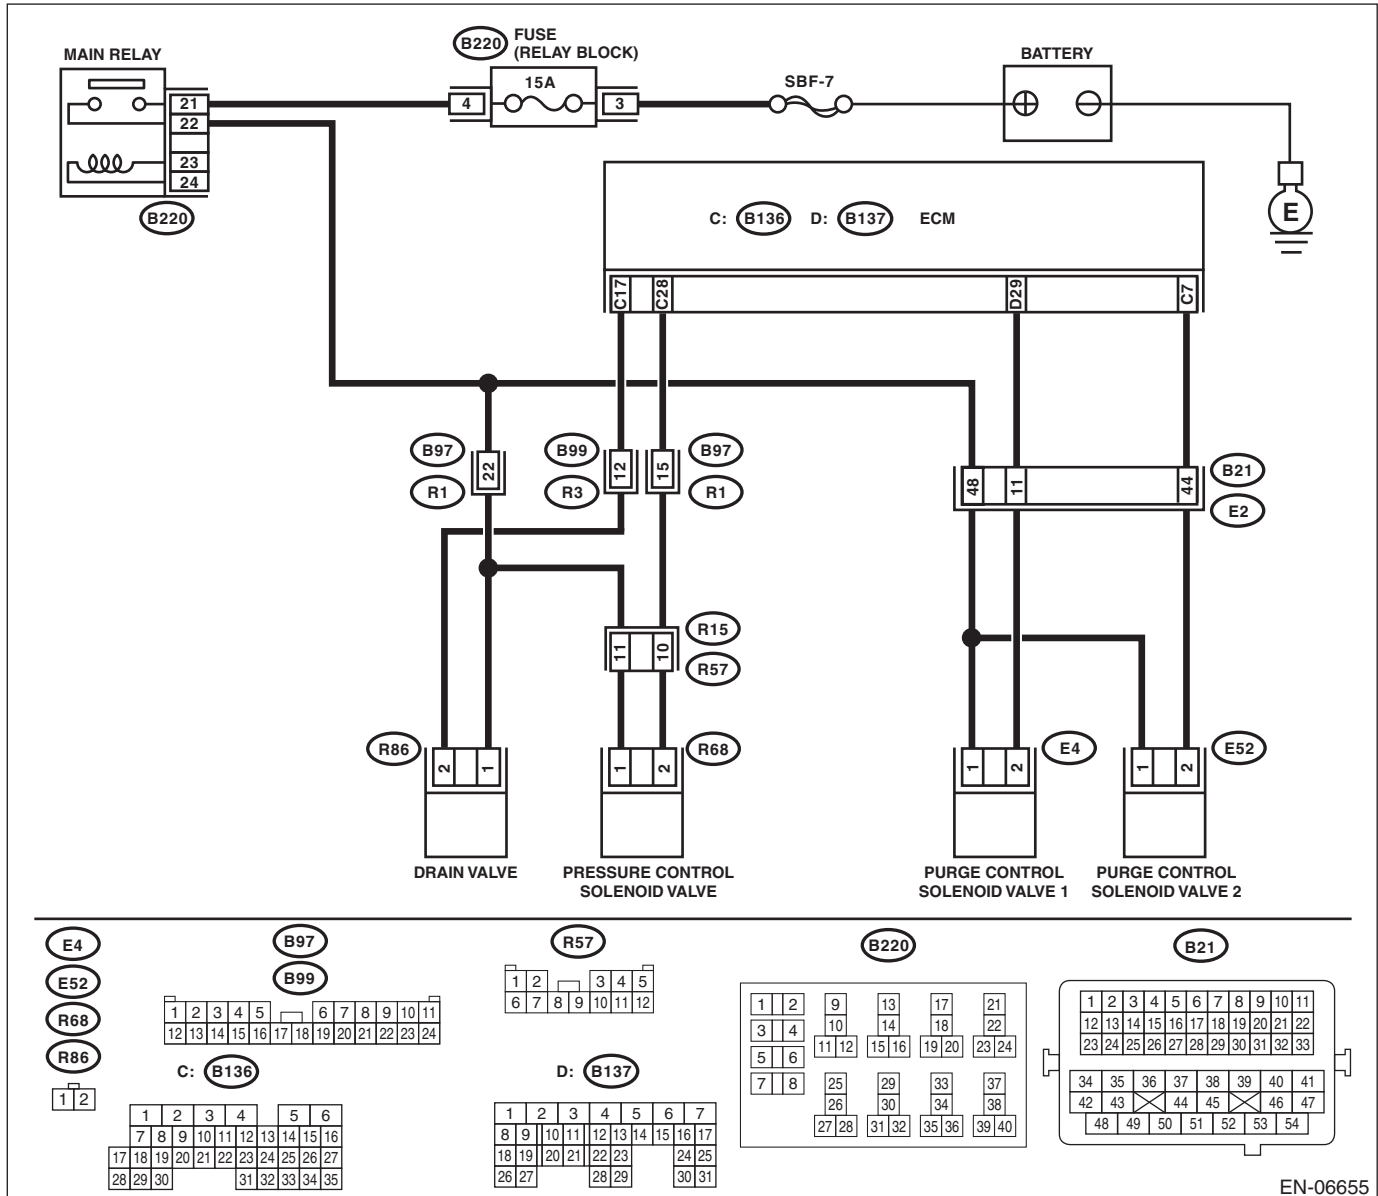 MAIN RELAY
B220
FUSE
(RELAY BLOCK)
15A
SBF-7
BATTERY
21
22
23
24
4
3
B220
E
C: B136 D: B137 ECM
C17
C28
D29
C7
B97
R1
22
B99
R3
12
15
B97
R1
48
11
44
B21
E2
11
10
R15
R57
R86
2
1
1
2
R68
1
2
E4
1
2
E52
DRAIN VALVE
PRESSURE CONTROL
SOLENOID VALVE
PURGE CONTROL
SOLENOID VALVE 1
PURGE CONTROL
SOLENOID VALVE 2
E4
E52
R68
R86
1 2
B97
B99
1 2 3 4 5 6 7 8 9 10 11
12 13 14 15 16 17 18 19 20 21 22 23 24
R57
1 2 3 4 5
6 7 8 9 10 11 12
C: B136
1 2 3 4 5 6
7 8 9 10 11 12 13 14 15 16
17 18 19 20 21 22 23 24 25 26 27
28 29 30 31 32 33 34 35
D: B137
1 2 3 4 5 6 7
8 9 10 11 12 13 14 15 16 17
18 19 20 21 22 23 24 25
26 27 28 29 30 31
B220
1 2 9 13 17 21
3 4 10 14 18 22
5 6 11 12 15 16 19 20 23 24
7 8 25 29 33 37
26 30 34 38
27 28 31 32 35 36 39 40
B21
1 2 3 4 5 6 7 8 9 10 11
12 13 14 15 16 17 18 19 20 21 22
23 24 25 26 27 28 29 30 31 32 33
34 35 36 37 38 39 40 41
42 43 44 45 46 47
48 49 50 51 52 53 54
EN-06655